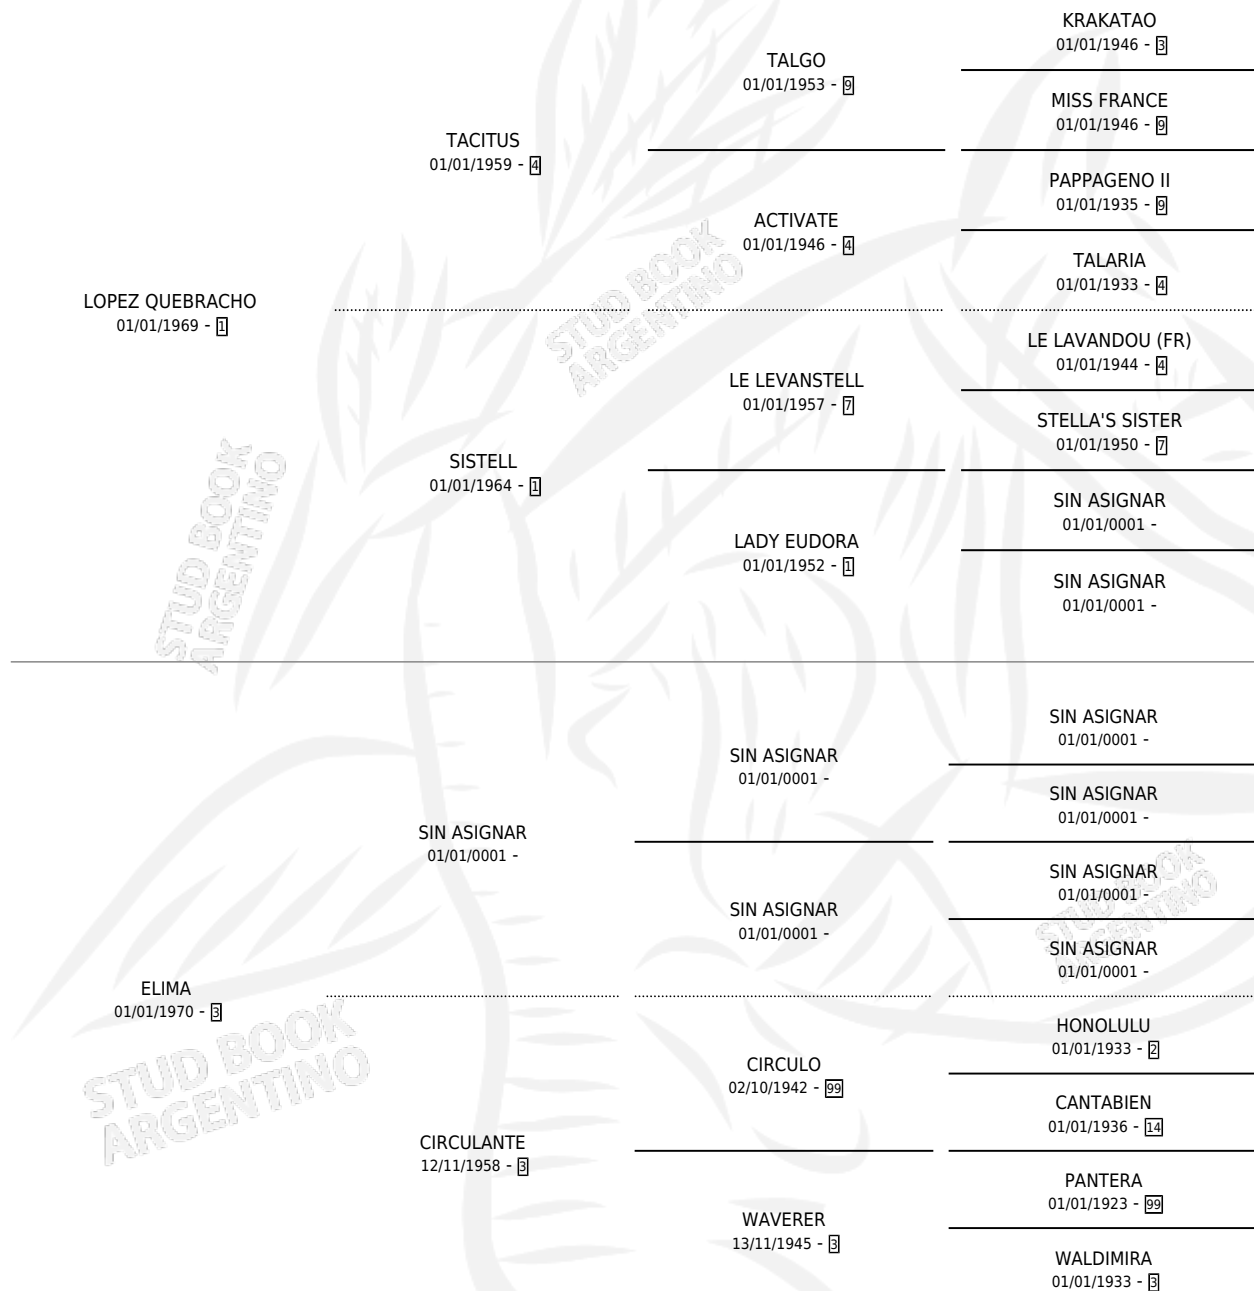 KRAKATAO
01/01/1946 - 3
TALGO
01/01/1953 - 9
MISS FRANCE
01/01/1946 - 9
TACITUS
01/01/1959 - 4
PAPPAGENO II
01/01/1935 - 9
ACTIVATE
01/01/1946 - 4
TALARIA
01/01/1933 - 4
LOPEZ QUEBRACHO
01/01/1969 - 1
STUD BOOK
ARGENTINO
LE LAVANDOU (FR)
01/01/1944 - 4
LE LEVANSTELL
01/01/1957 - 7
STELLA'S SISTER
01/01/1950 - 7
SISTELL
01/01/1964 - 1
SIN ASIGNAR
01/01/0001 -
LADY EUDORA
01/01/1952 - 1
SIN ASIGNAR
01/01/0001 -
STUD BOOK
ARGENTINO
SIN ASIGNAR
01/01/0001 -
SIN ASIGNAR
01/01/0001 -
SIN ASIGNAR
01/01/0001 -
SIN ASIGNAR
01/01/0001 -
SIN ASIGNAR
01/01/0001 -
SIN ASIGNAR
01/01/0001 -
SIN ASIGNAR
01/01/0001 -
STUD BOOK
ARGENTINO
ELIMA
01/01/1970 - 3
HONOLULU
01/01/1933 - 2
CIRCULO
02/10/1942 - 99
CANTABIEN
01/01/1936 - 14
STUD BOOK
ARGENTINO
CIRCULANTE
12/11/1958 - 3
PANTERA
01/01/1923 - 99
WAVERER
13/11/1945 - 3
WALDIMIRA
01/01/1933 - 3